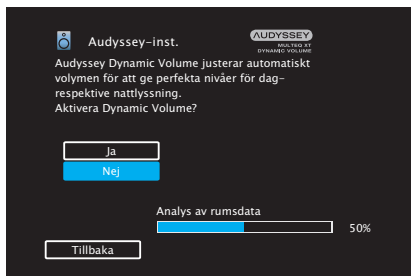 Audyssey-inst.
AUDYSSEY
MULTEQ XT
DYNAMIC VOLUME
Audyssey Dynamic Volume justerar automatiskt
volymen för att ge perfekta nivåer för dag-
respektive nattlyssning.
Aktivera Dynamic Volume?
Ja
Nej
Analys av rumsdata
50%
Tillbaka